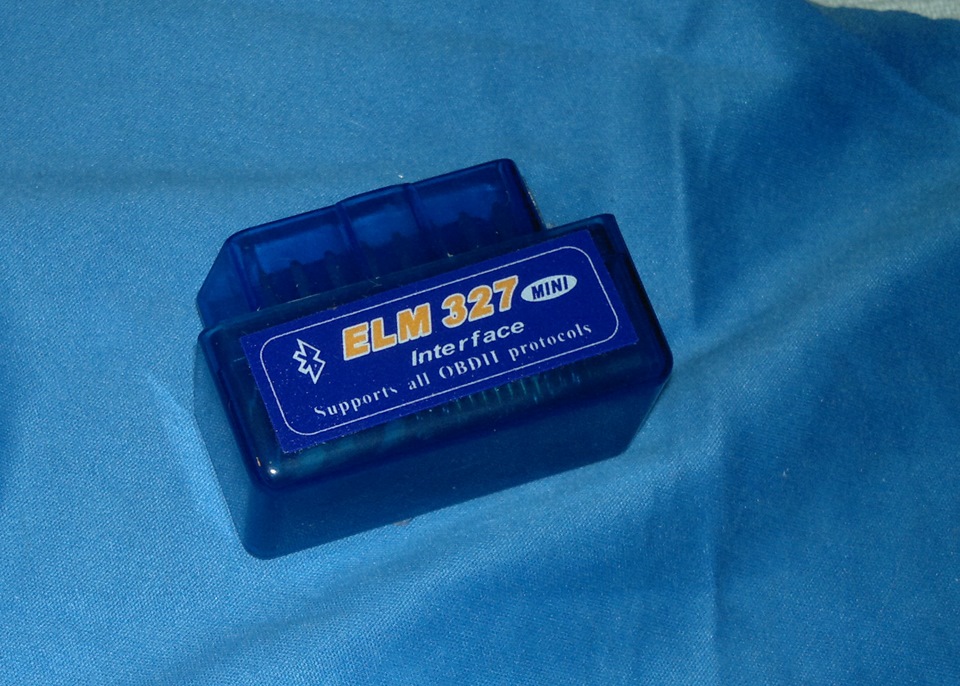 ELM 327 MINI
Interface
Supports all OBDII protocols